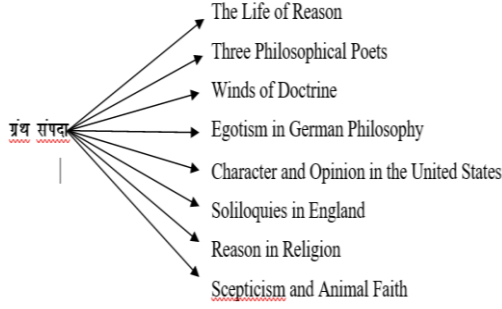 The Life of Reason
Three Philosophical Poets
Winds of Doctrine
ग्रंथ संपदा
Egotism in German Philosophy
Character and Opinion in the United States
Soliloquies in England
Reason in Religion
Scepticism and Animal Faith